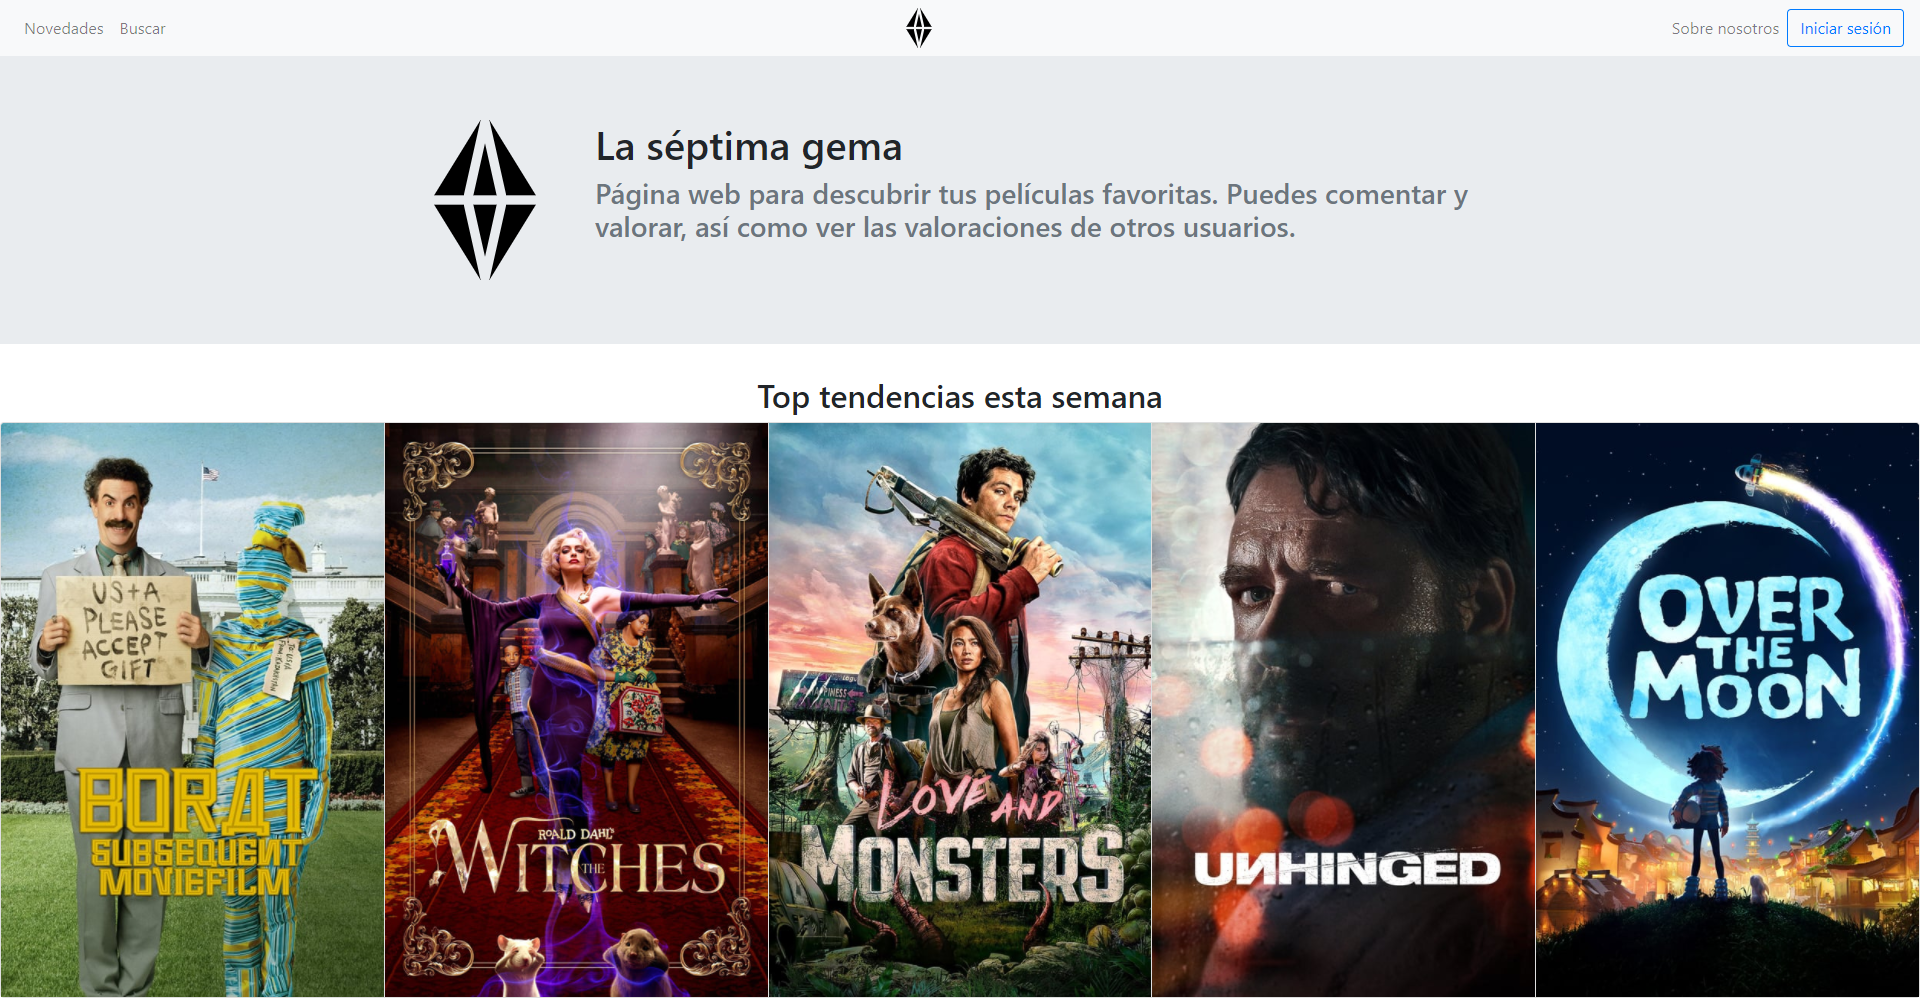 Novedades
Buscar
Sobre nosotros
Iniciar sesión
La séptima gema
Página web para descubrir tus películas favoritas. Puedes comentar y
valorar, así como ver las valoraciones de otros usuarios.
Top tendencias esta semana
US+A
PLEASE
ACCEPT
GIFT
BORAT
SUBSEQUENT
MOVIEFILM
ROALD DAHL'S
THE
WITCHES
HAPPINESS
LOVE AND
MONSTERS
UNHINGED
OVER
THE
MOON